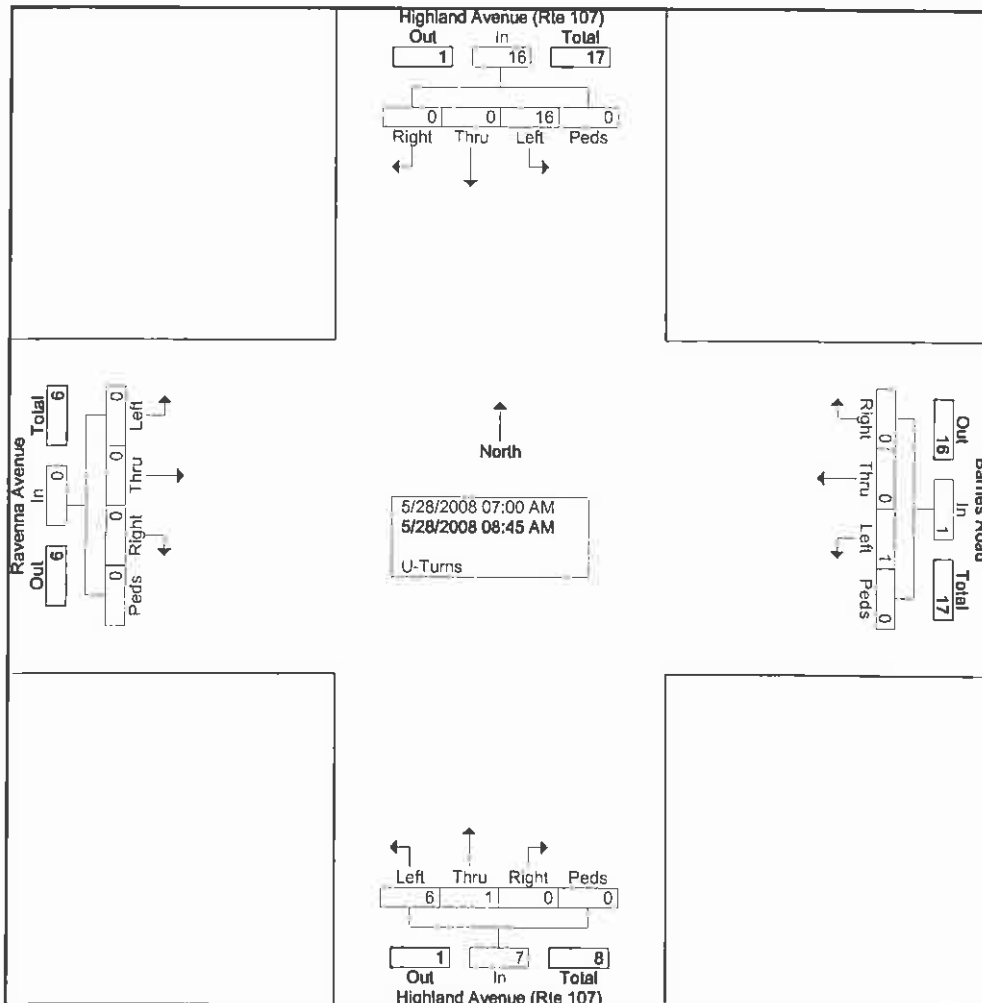 Highland Avenue (Rte 107)
Out In Total
1 16 17
0 0 16 0
Right Thru Left Peds
Ravenna Avenue
Total In Out
6 0 6
0 0 0 0
Left Thru Right Peds
North
5/28/2008 07:00 AM
5/28/2008 08:45 AM
U-Turns
Right Thru Left Peds
0 0 1 0
Out In Total
16 1 17
Barnes Road
Left Thru Right Peds
6 1 0 0
1 7 8
Out In Total
Highland Avenue (Rte 107)